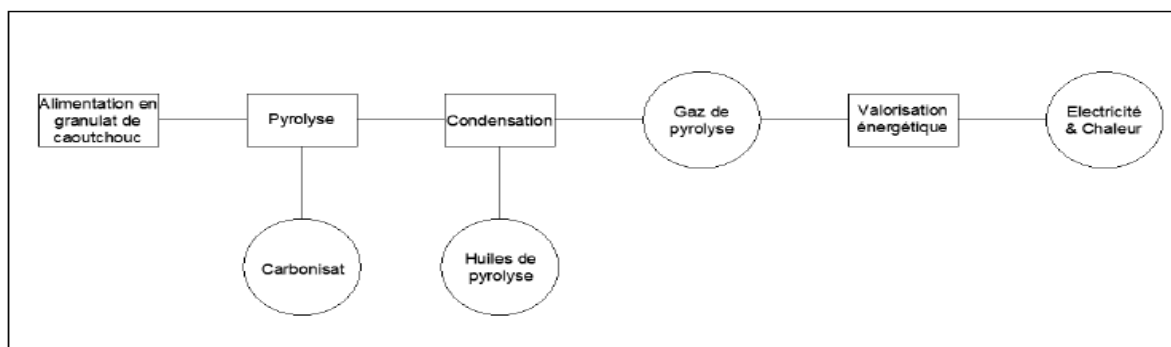 Alimentation en
granulat de
caoutchouc
Pyrolyse
Condensation
Gaz de
pyrolyse
Valorisation
énergétique
Electricité
& Chaleur
Carbonisat
Huiles de
pyrolyse